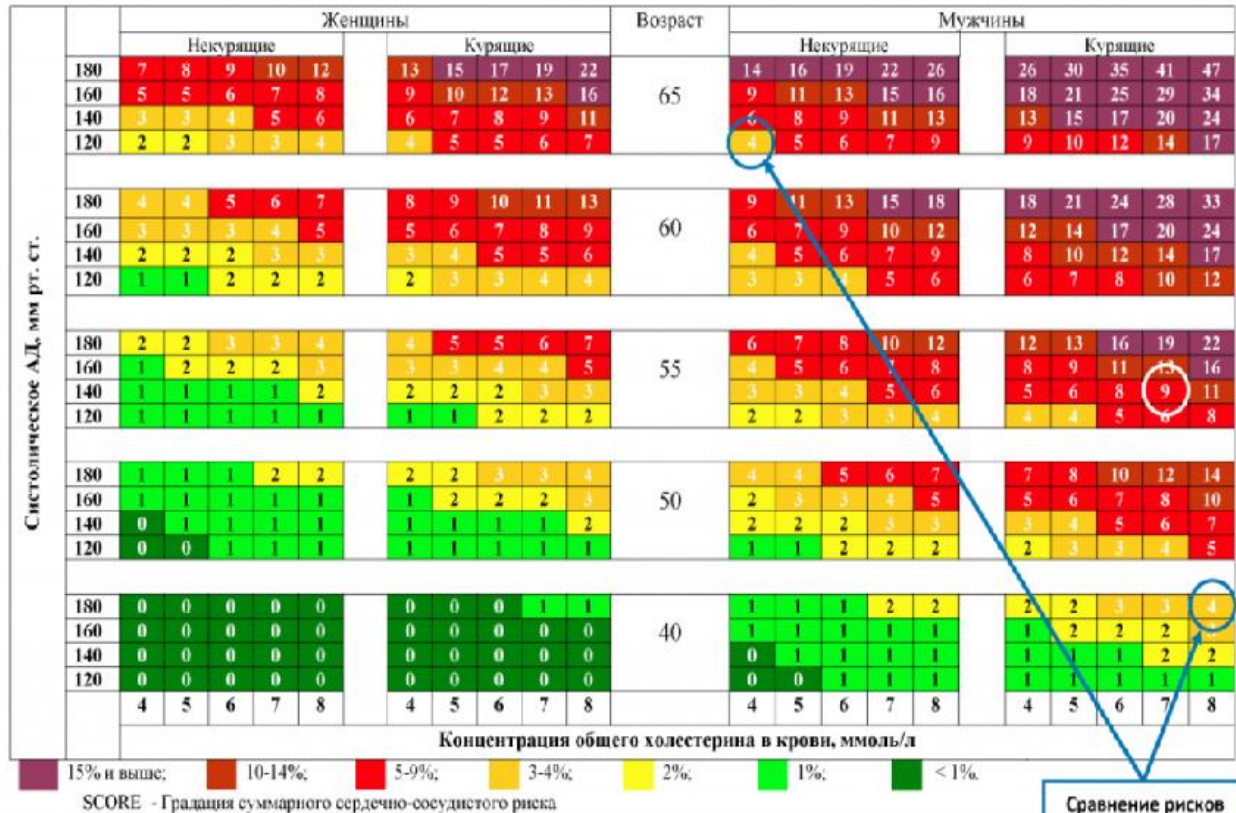 Женщины Возраст Мужчины
Некурящие Курящие Некурящие Курящие
Систолическое АД, мм рт. ст.
180 7 8 9 10 12 13 15 17 19 22 14 16 19 22 26 26 30 35 41 47
160 5 5 6 7 8 9 10 12 13 16 65 9 11 13 15 16 18 21 25 29 34
140 3 3 4 5 6 6 7 8 9 11 6 8 9 11 13 13 15 17 20 24
120 2 2 3 3 4 4 5 5 6 7 4 5 6 7 9 9 10 12 14 17
180 4 4 5 6 7 8 9 10 11 13 9 11 13 15 18 18 21 24 28 33
160 3 3 3 4 5 5 6 7 8 9 60 6 7 9 10 12 12 14 17 20 24
140 2 2 2 3 3 3 4 5 5 6 4 5 6 7 9 8 10 12 14 17
120 1 1 2 2 2 2 3 3 4 4 3 3 4 5 6 6 7 8 10 12
180 2 2 3 3 4 4 5 5 6 7 6 7 8 10 12 12 13 16 19 22
160 1 2 2 2 3 3 3 4 4 5 55 4 5 6 8 8 9 11 13 16
140 1 1 1 1 2 2 2 2 3 3 3 3 4 5 6 5 6 8 9 11
120 1 1 1 1 1 1 1 2 2 2 2 2 3 3 4 4 4 5 6 8
180 1 1 1 2 2 2 2 3 3 4 4 4 5 6 7 7 8 10 12 14
160 1 1 1 1 1 1 2 2 2 3 50 2 3 3 4 5 5 6 7 8 10
140 0 1 1 1 1 1 1 1 1 2 2 2 2 3 3 3 4 5 6 7
120 0 0 1 1 1 1 1 1 1 1 1 1 2 2 2 2 3 3 4 5
180 0 0 0 0 0 0 0 0 1 1 1 1 1 2 2 2 2 3 3 4
160 0 0 0 0 0 0 0 0 0 0 40 1 1 1 1 1 1 2 2 2
140 0 0 0 0 0 0 0 0 0 0 0 1 1 1 1 1 1 1 2 2
120 0 0 0 0 0 0 0 0 0 0 0 0 1 1 1 1 1 1 1 1
4 5 6 7 8 4 5 6 7 8 4 5 6 7 8 4 5 6 7 8
Концентрация общего холестерина в крови, ммоль/л
15% и выше; 10-14%; 5-9%; 3-4%; 2%; 1%; < 1%.
SCORE - Градация суммарного сердечно-сосудистого риска
Сравнение рисков